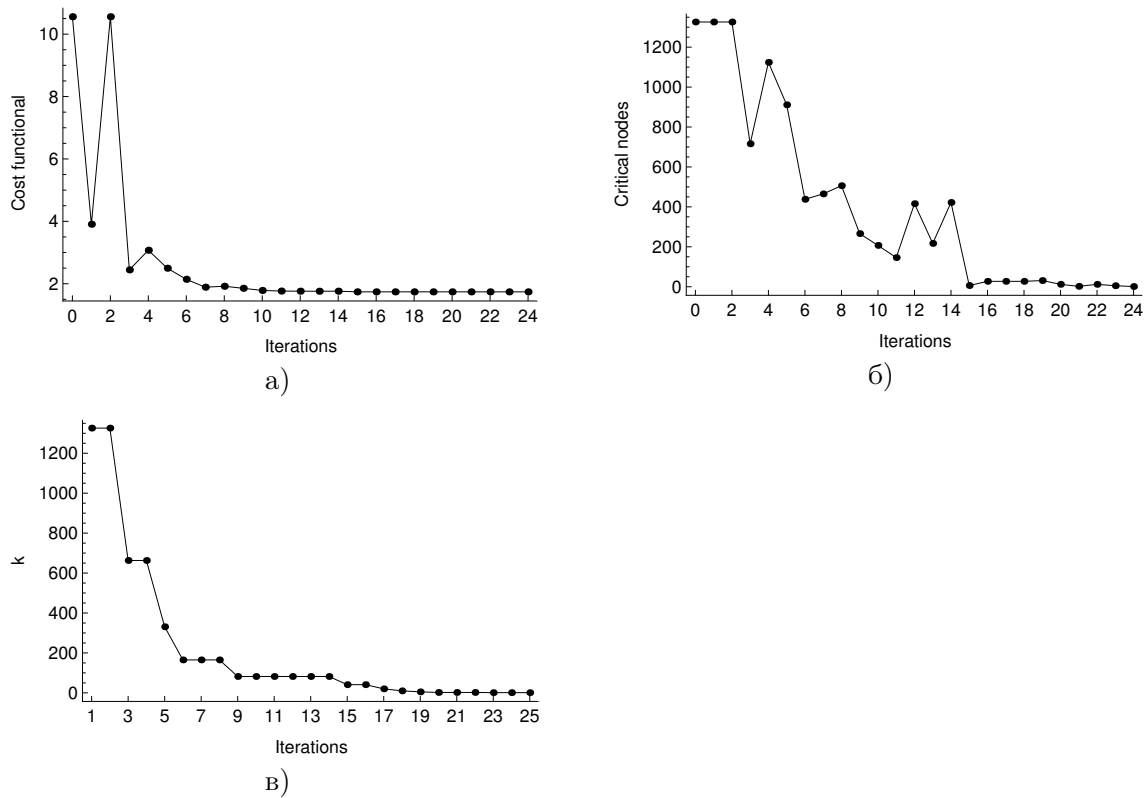 10
8
6
4
2
Cost functional
0 2 4 6 8 10 12 14 16 18 20 22 24
Iterations
а)
1200
1000
800
600
400
200
0
Critical nodes
0 2 4 6 8 10 12 14 16 18 20 22 24
Iterations
б)
1200
1000
800
600
400
200
0
k
1 3 5 7 9 11 13 15 17 19 21 23 25
Iterations
в)